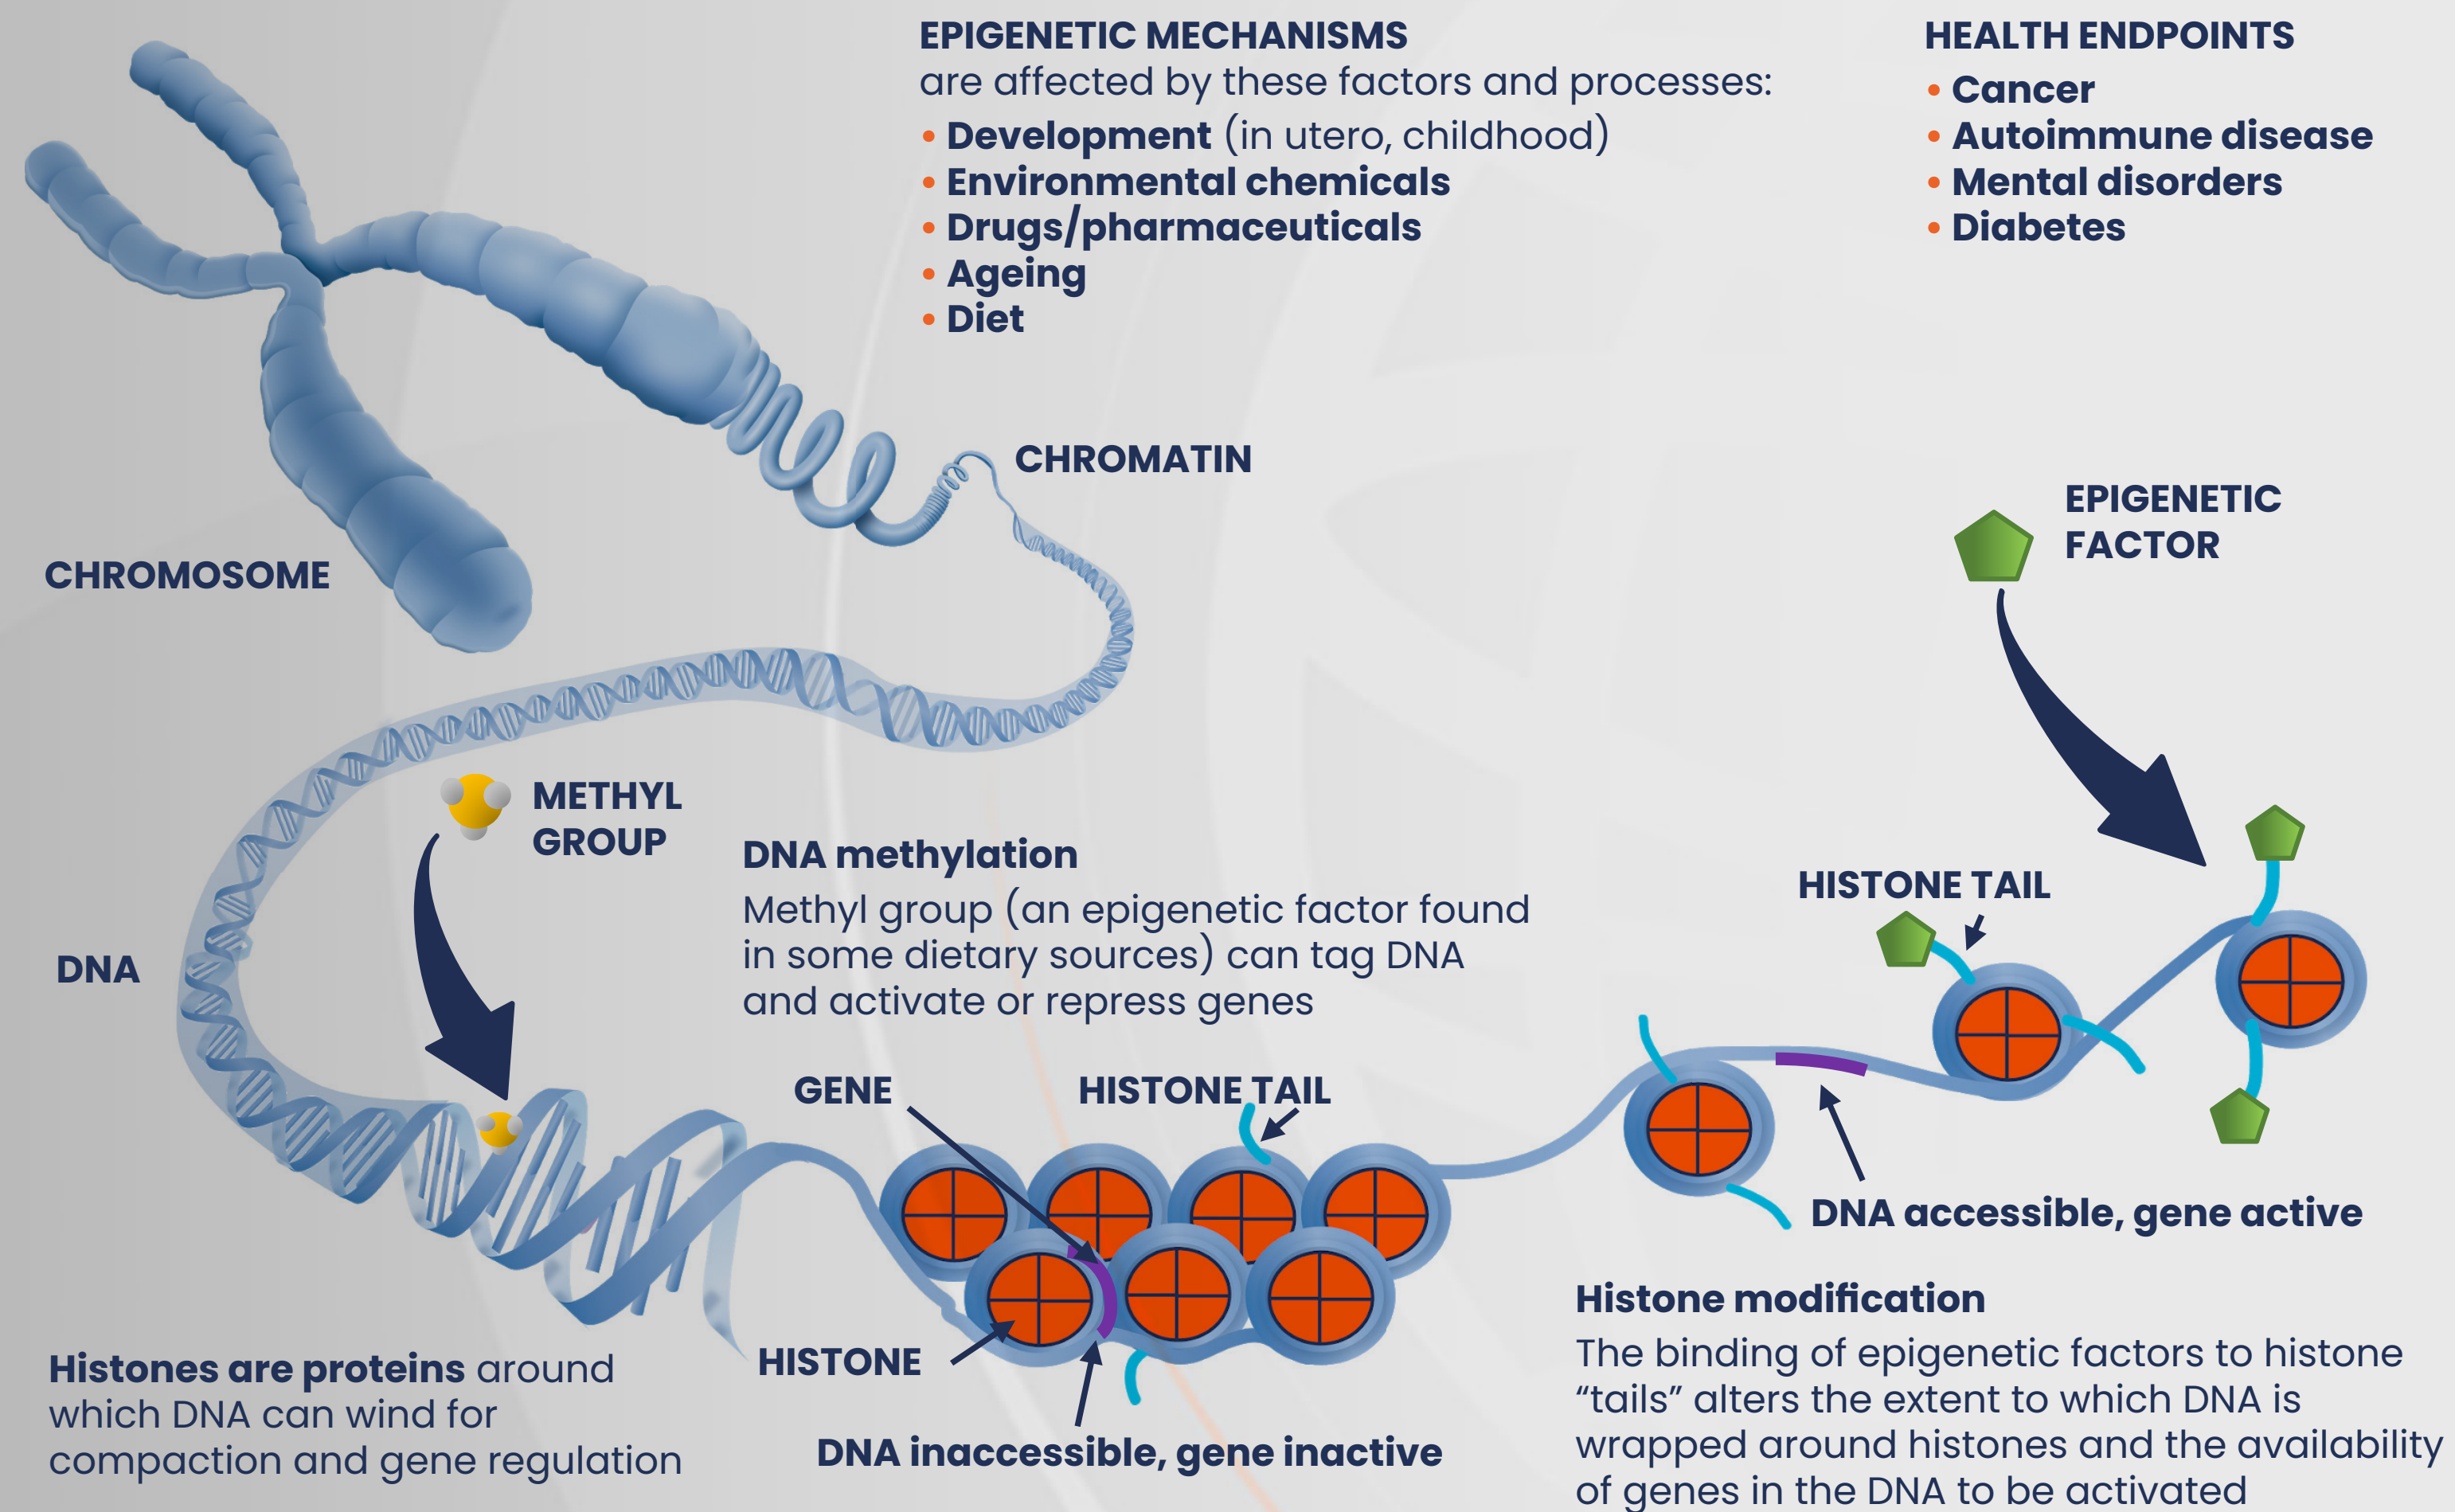 EPIGENETIC MECHANISMS
are affected by these factors and processes:
• Development (in utero, childhood)
• Environmental chemicals
• Drugs/pharmaceuticals
• Ageing
• Diet
HEALTH ENDPOINTS
• Cancer
• Autoimmune disease
• Mental disorders
• Diabetes
CHROMATIN
EPIGENETIC
FACTOR
CHROMOSOME
METHYL
GROUP
DNA methylation
Methyl group (an epigenetic factor found
in some dietary sources) can tag DNA
and activate or repress genes
HISTONE TAIL
DNA
GENE
HISTONE TAIL
DNA accessible, gene active
HISTONE
Histones are proteins around
which DNA can wind for
compaction and gene regulation
DNA inaccessible, gene inactive
Histone modification
The binding of epigenetic factors to histone
“tails” alters the extent to which DNA is
wrapped around histones and the availability
of genes in the DNA to be activated